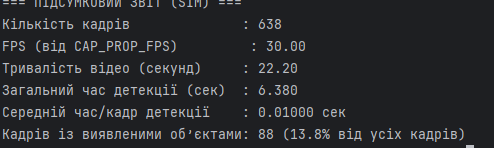 === ПІДСУМКОВИЙ ЗВІТ (SIM) ===
Кількість кадрів : 638
FPS (від CAP_PROP_FPS) : 30.00
Тривалість відео (секунд) : 22.20
Загальний час детекції (сек) : 6.380
Середній час/кадр детекції : 0.01000 сек
Кадрів із виявленими об’єктами: 88 (13.8% від усіх кадрів)